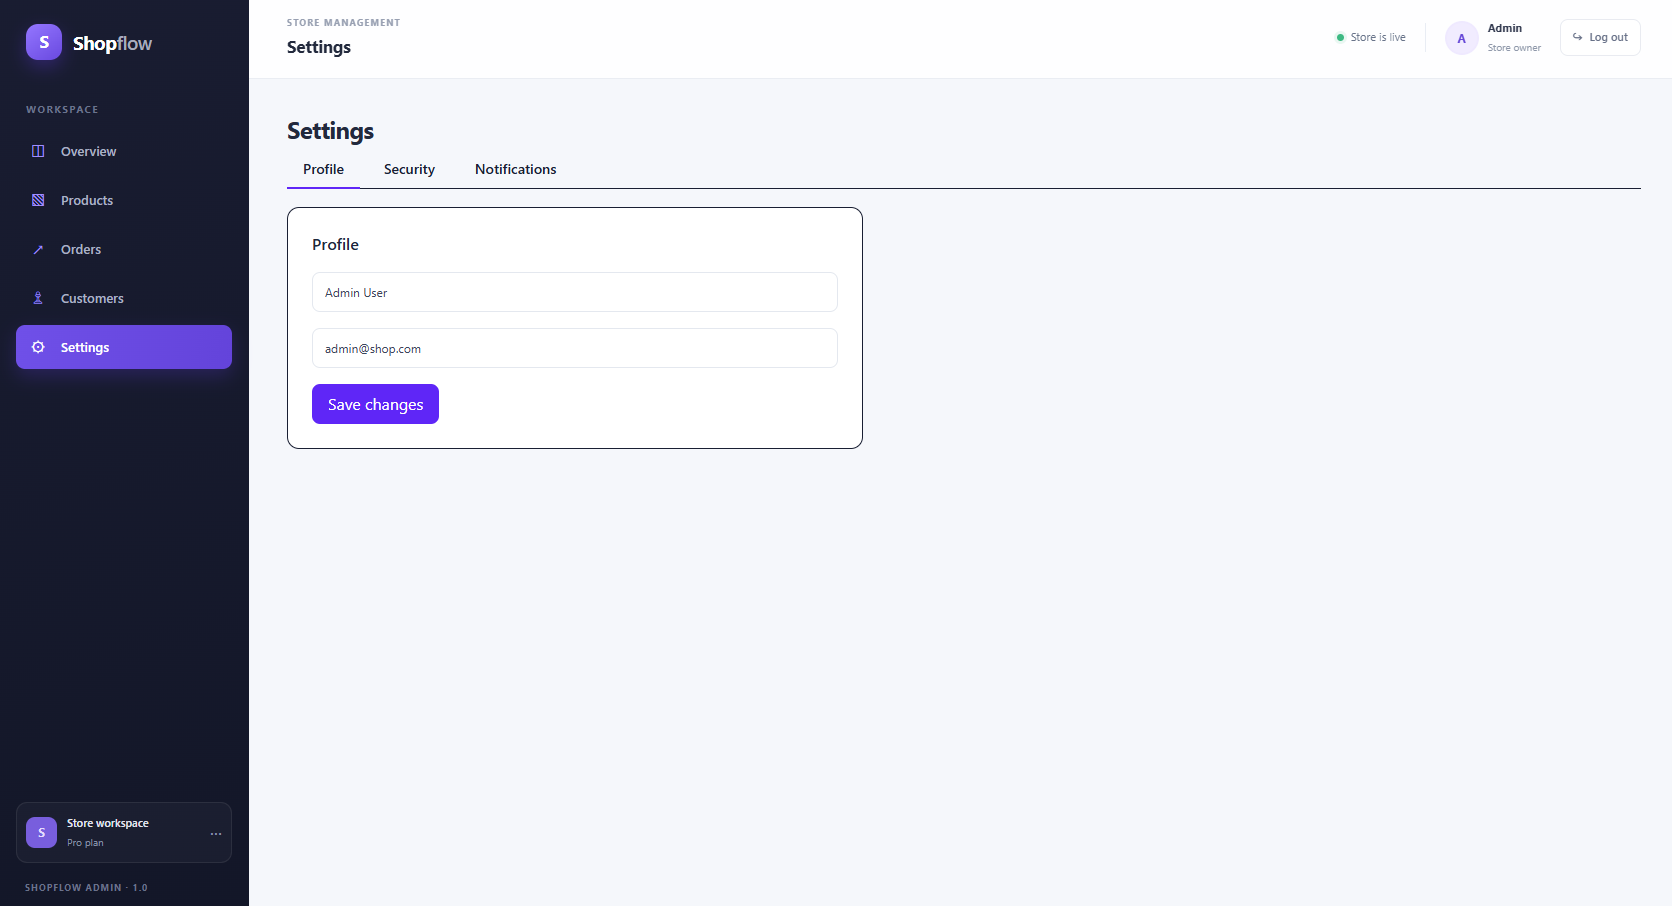 S
Shopflow
WORKSPACE
Overview
Products
Orders
Customers
Settings
S
Store workspace
Pro plan
...
SHOPFLOW ADMIN · 1.0
STORE MANAGEMENT
Settings
Store is live
A
Admin
Store owner
Log out
Settings
Profile Security Notifications
Profile
Admin User
admin@shop.com
Save changes